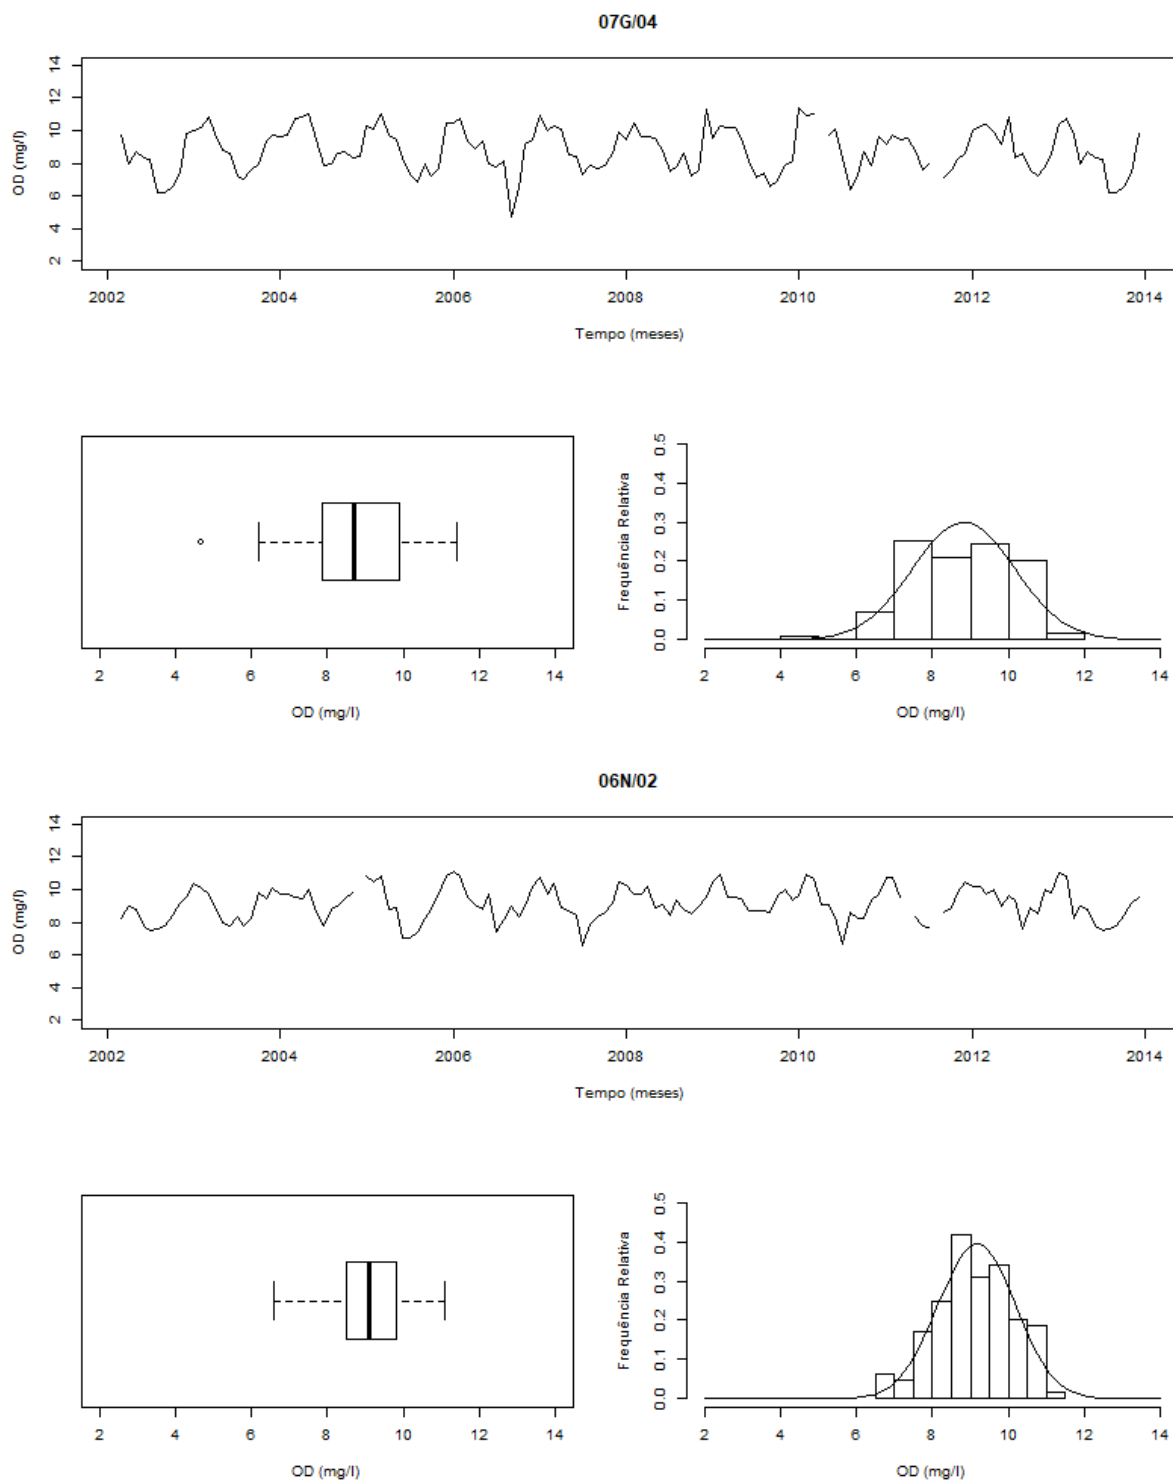 07G/04
14
12
10
8
6
4
2
OD (mg/l)
2002 2004 2006 2008 2010 2012 2014
Tempo (meses)
2 4 6 8 10 12 14
OD (mg/l)
0.5
0.4
0.3
0.2
0.1
0.0
Frequência Relativa
2 4 6 8 10 12 14
OD (mg/l)
06N/02
14
12
10
8
6
4
2
OD (mg/l)
2002 2004 2006 2008 2010 2012 2014
Tempo (meses)
2 4 6 8 10 12 14
OD (mg/l)
0.5
0.4
0.3
0.2
0.1
0.0
Frequência Relativa
2 4 6 8 10 12 14
OD (mg/l)